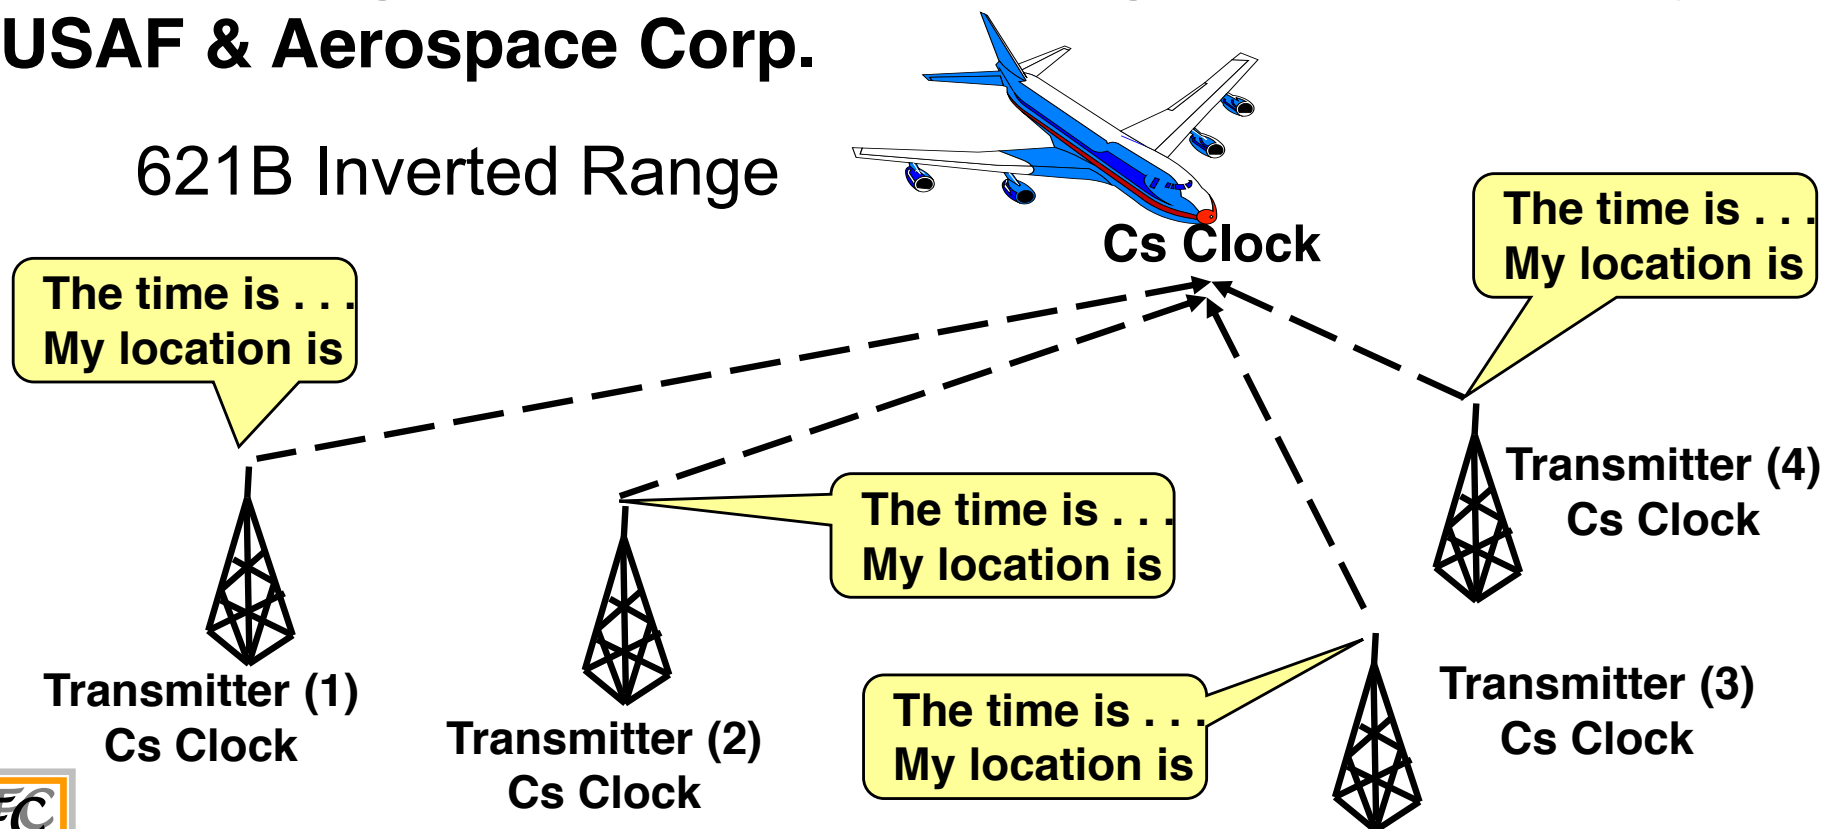 USAF & Aerospace Corp.
621B Inverted Range
Cs Clock
The time is . . .
My location is
The time is . . .
My location is
The time is . . .
My location is
Transmitter (4)
Cs Clock
Transmitter (1)
Cs Clock
Transmitter (2)
Cs Clock
The time is . . .
My location is
Transmitter (3)
Cs Clock